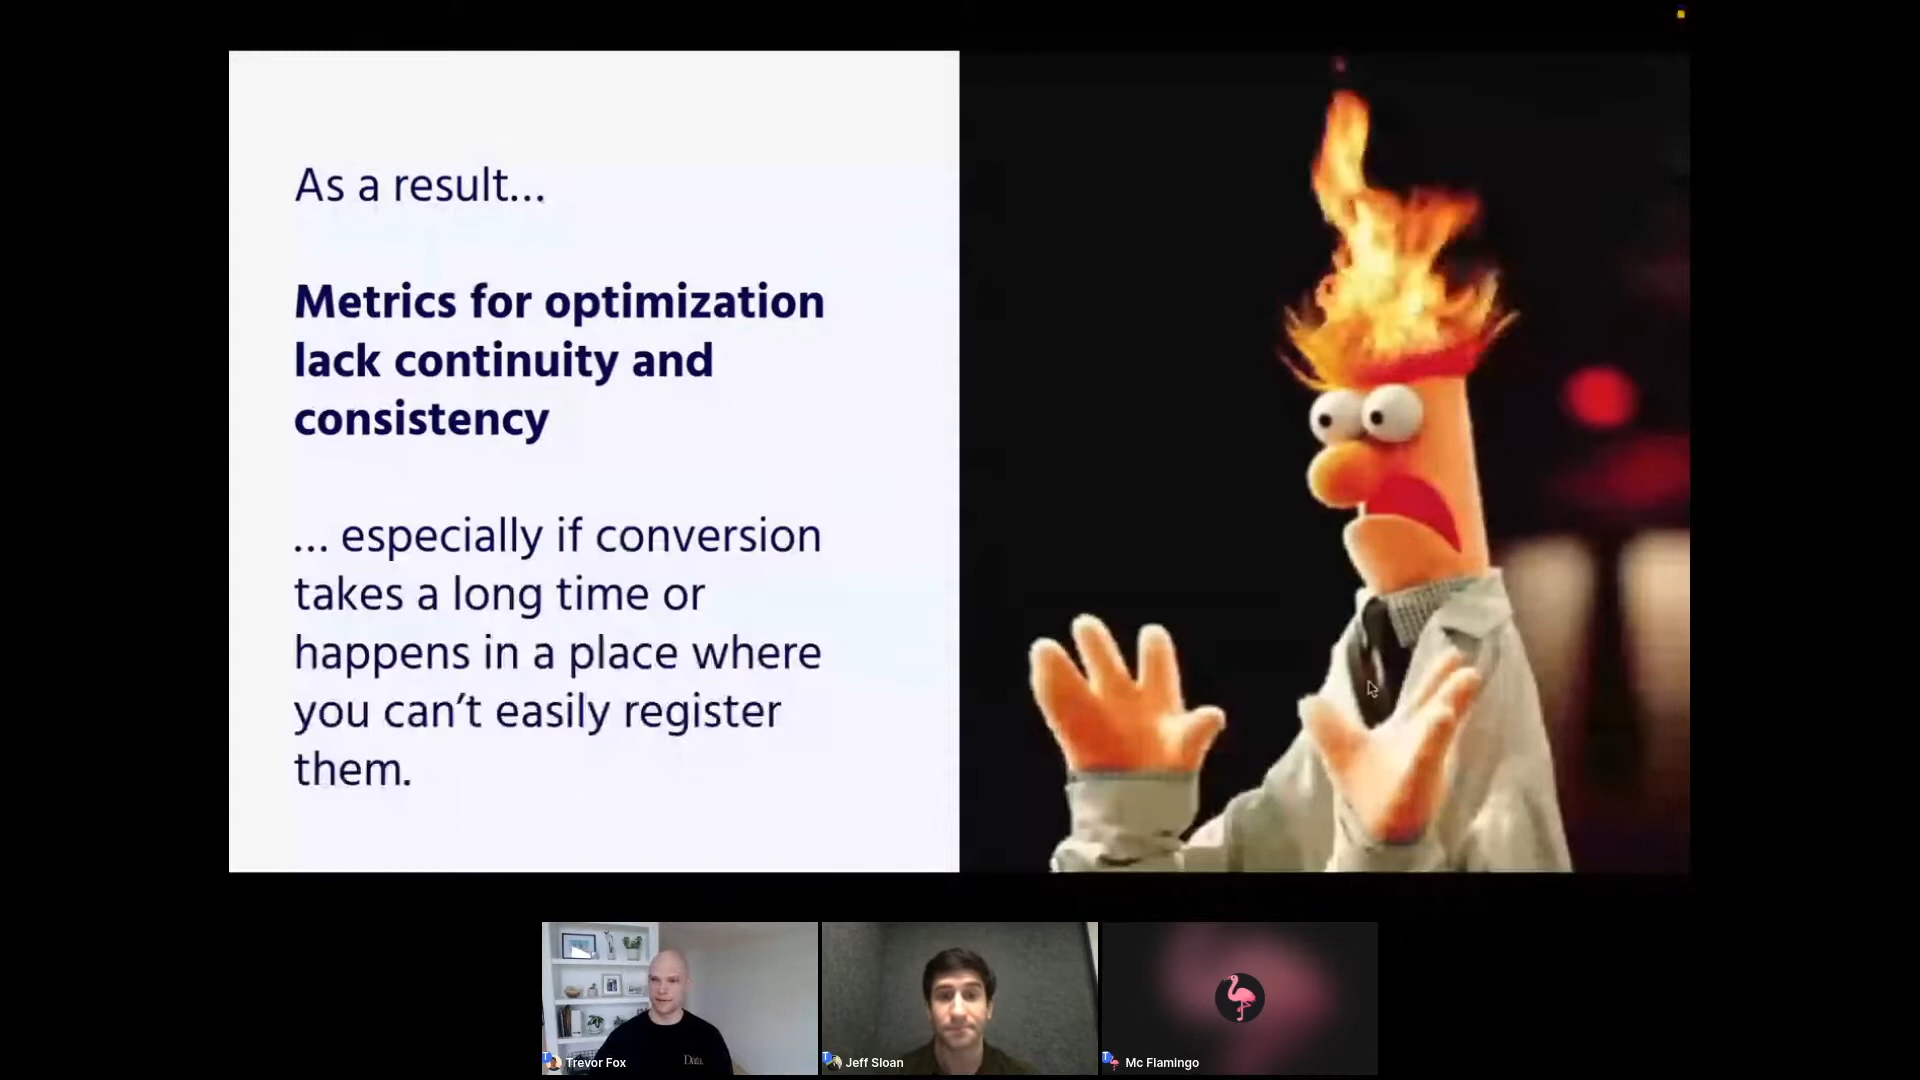 As a result…
Metrics for optimization
lack continuity and
consistency
… especially if conversion
takes a long time or
happens in a place where
you can’t easily register
them.
Data.
Trevor Fox
Jeff Sloan
Mc Flamingo